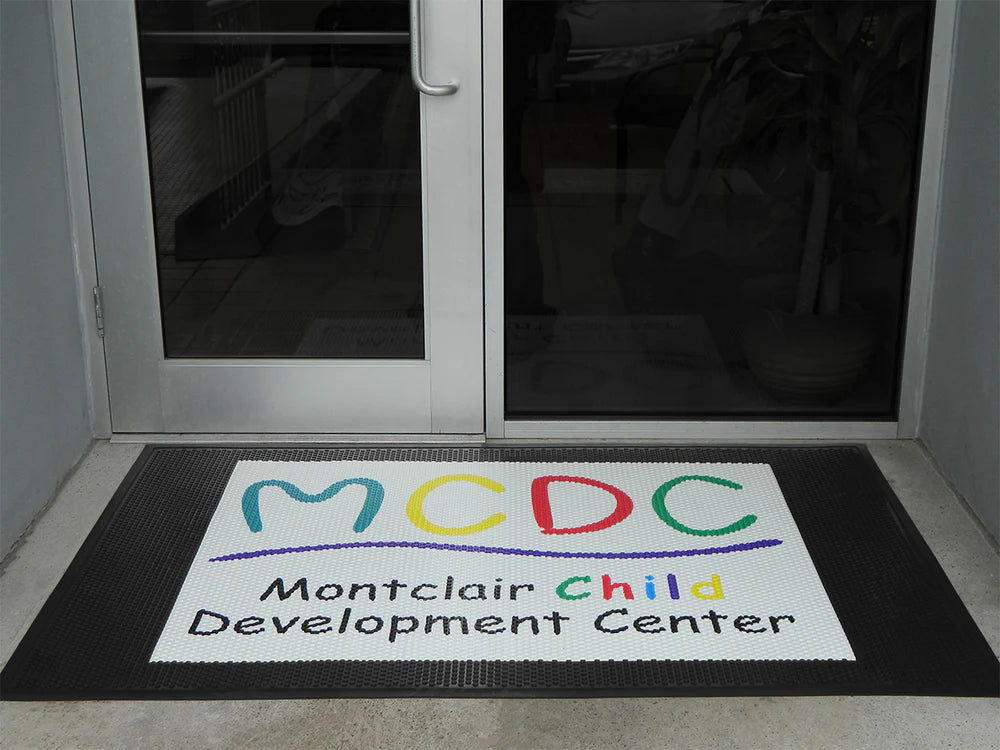 MCDC
Montclair Child
Development Center